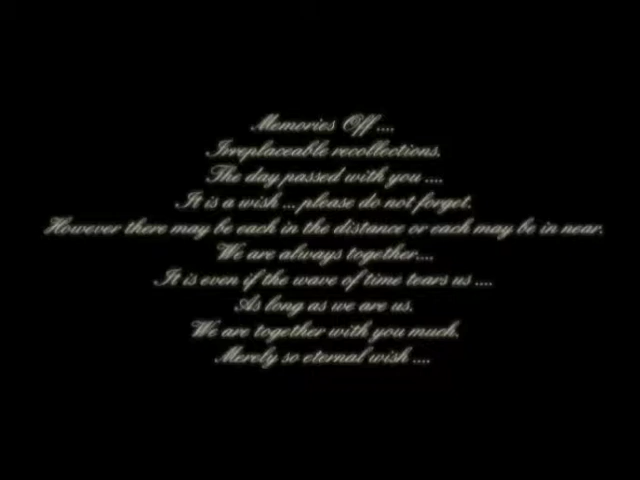 Memories Off ....
Irreplaceable recollections.
The day passed with you ....
It is a wish ... please do not forget.
However there may be each in the distance or each may be in near.
We are always together....
It is even if the wave of time tears us ....
As long as we are us.
We are together with you much.
Merely so eternal wish ....